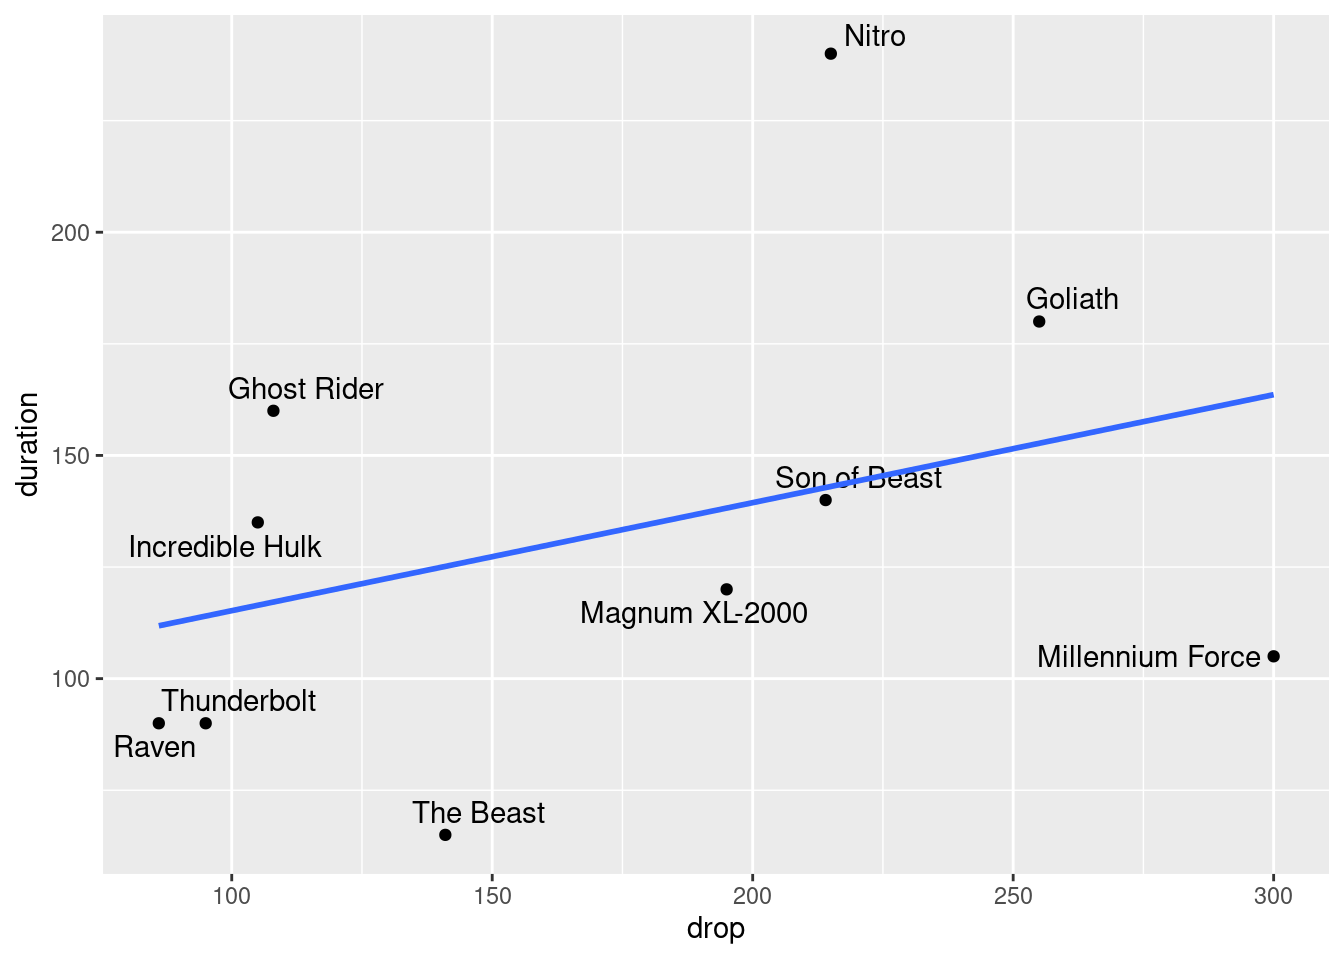 Nitro
200
Goliath
Ghost Rider
duration
150
Son of Beast
Incredible Hulk
Magnum XL-2000
Millennium Force
100
Thunderbolt
Raven
The Beast
100 150 200 250 300
drop